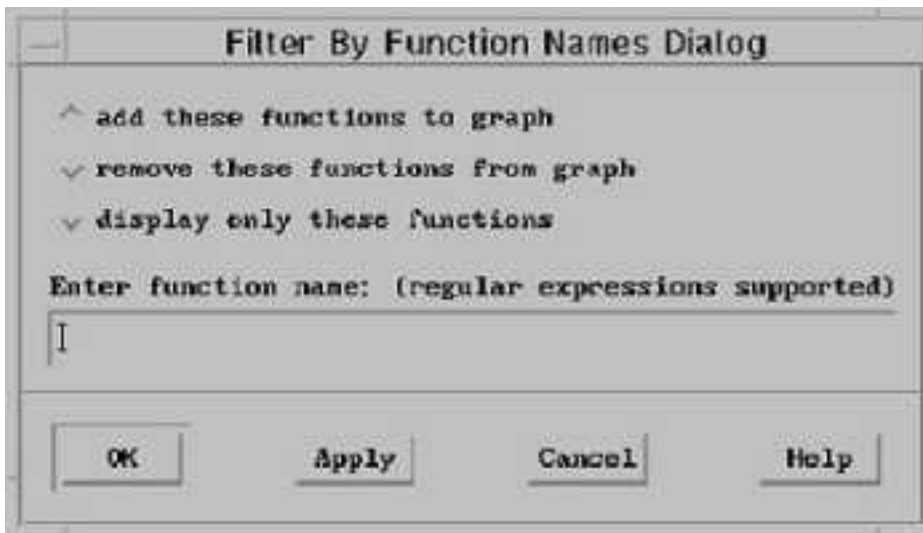 Filter By Function Names Dialog
add these functions to graph
remove these functions from graph
display only these functions
Enter function name: (regular expressions supported)
OK Apply Cancel Help